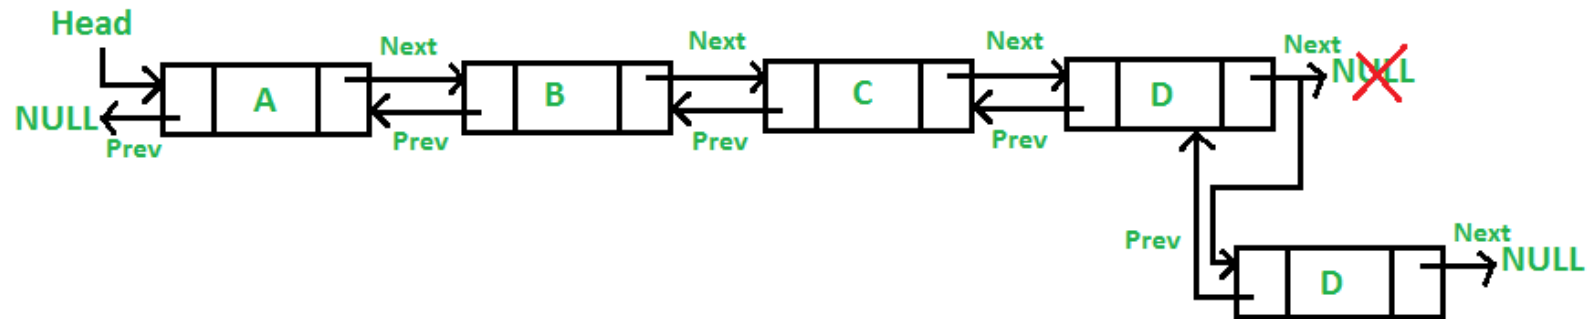 Head
Next Next Next Next
NULL
A B C D
NULL
Prev Prev Prev Prev
Prev
Next
NULL
D